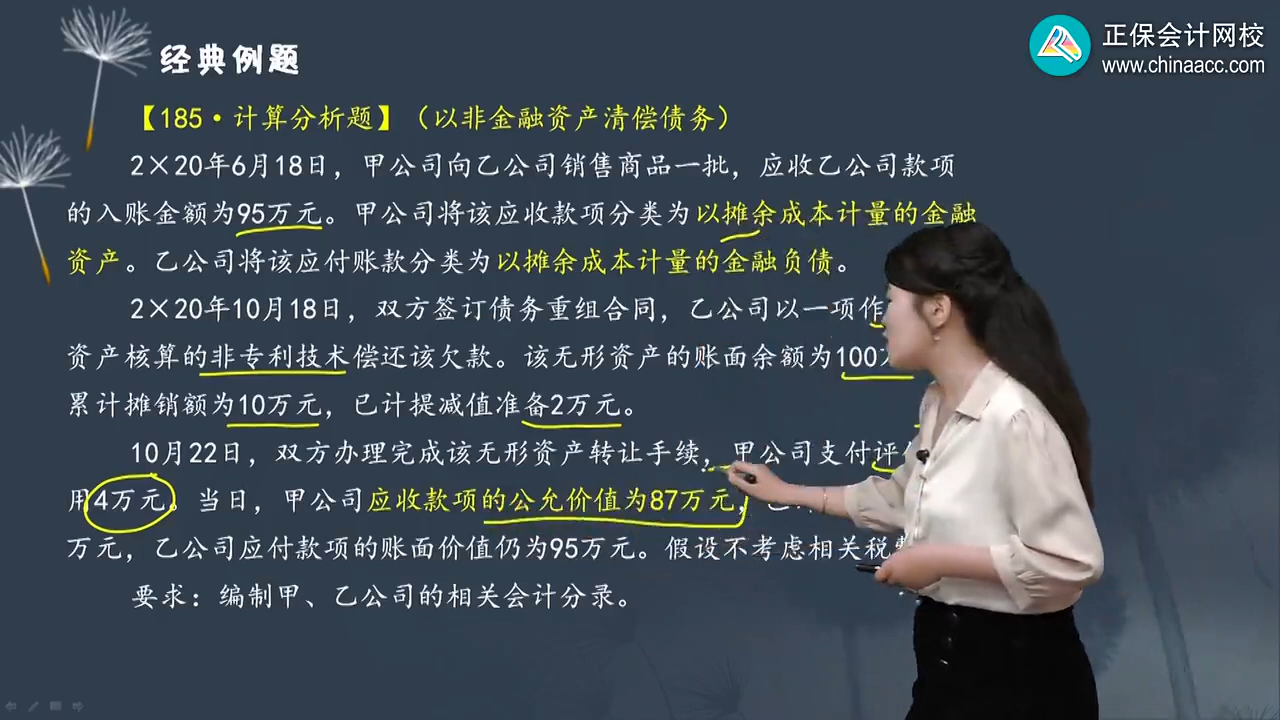 经典例题
正保会计网校
www.chinaacc.com
【185·计算分析题】（以非金融资产清偿债务）
2×20年6月18日，甲公司向乙公司销售商品一批，应收乙公司款项
的入账金额为95万元。甲公司将该应收款项分类为以摊余成本计量的金融
资产。乙公司将该应付账款分类为以摊余成本计量的金融负债。
2×20年10月18日，双方签订债务重组合同，乙公司以一项作
资产核算的非专利技术偿还该欠款。该无形资产的账面余额为100
累计摊销额为10万元，已计提减值准备2万元。
10月22日，双方办理完成该无形资产转让手续，甲公司支付评
用4万元。当日，甲公司应收款项的公允价值为87万元，
万元，乙公司应付款项的账面价值仍为95万元。假设不考虑相关税
要求：编制甲、乙公司的相关会计分录。